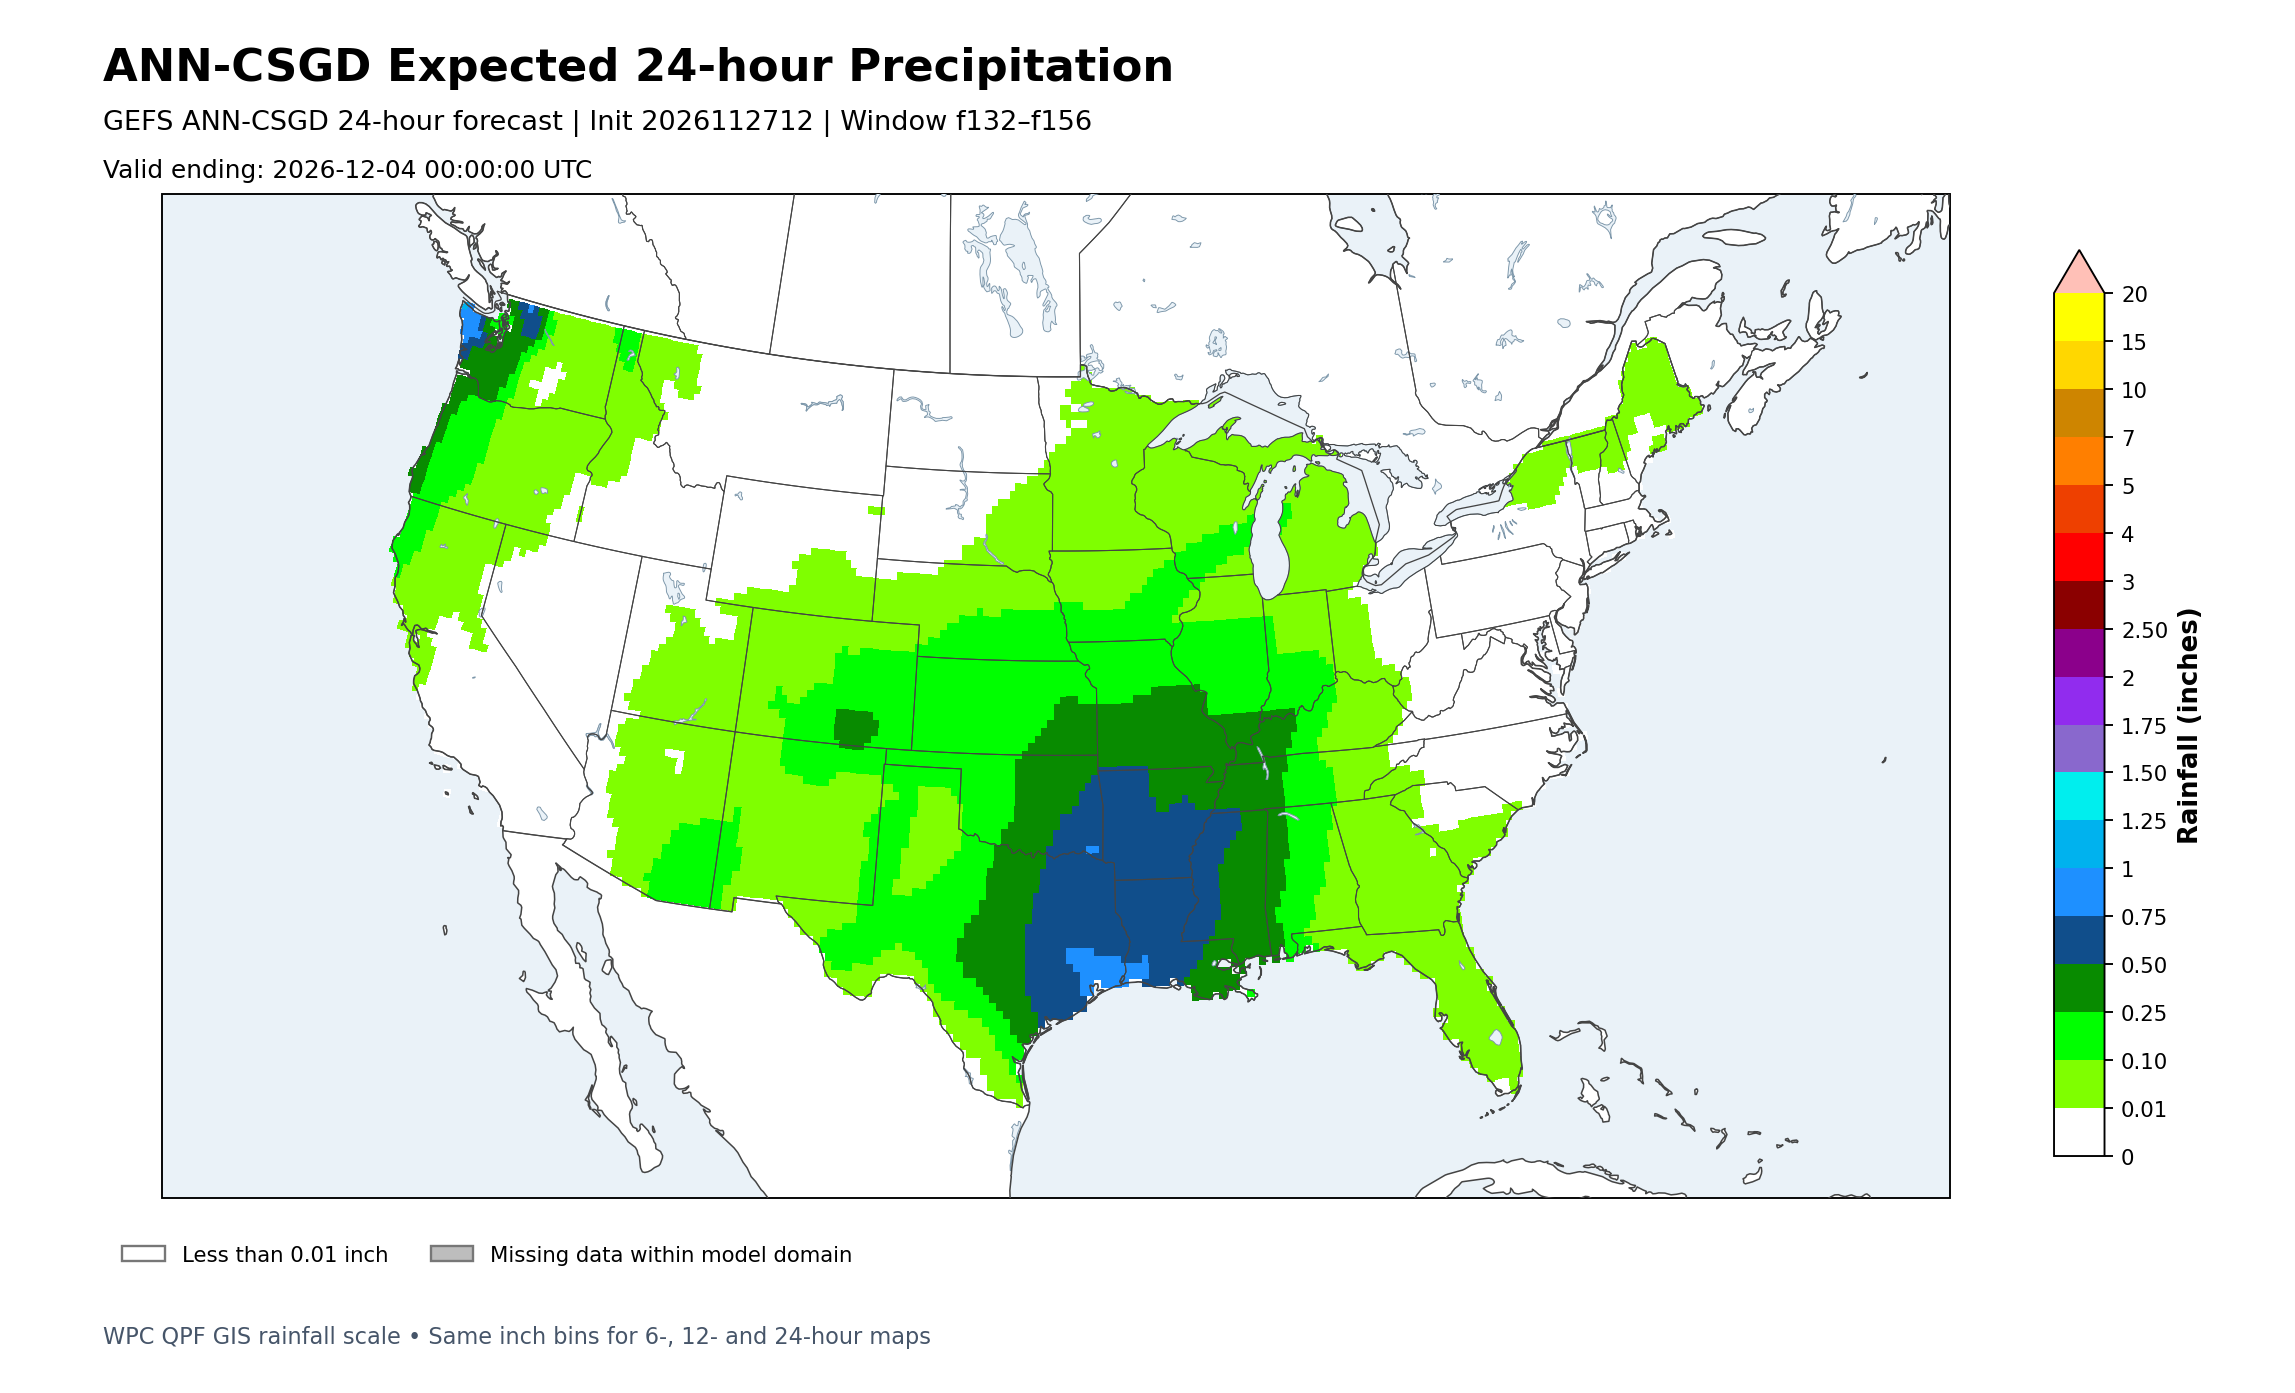 ANN-CSGD Expected 24-hour Precipitation
GEFS ANN-CSGD 24-hour forecast | Init 2026112712 | Window f132–f156
Valid ending: 2026-12-04 00:00:00 UTC
20
15
10
7
5
4
3
2.50
2
1.75
1.50
1.25
1
0.75
0.50
0.25
0.10
0.01
0
Rainfall (inches)
Less than 0.01 inch
Missing data within model domain
WPC QPF GIS rainfall scale • Same inch bins for 6-, 12- and 24-hour maps